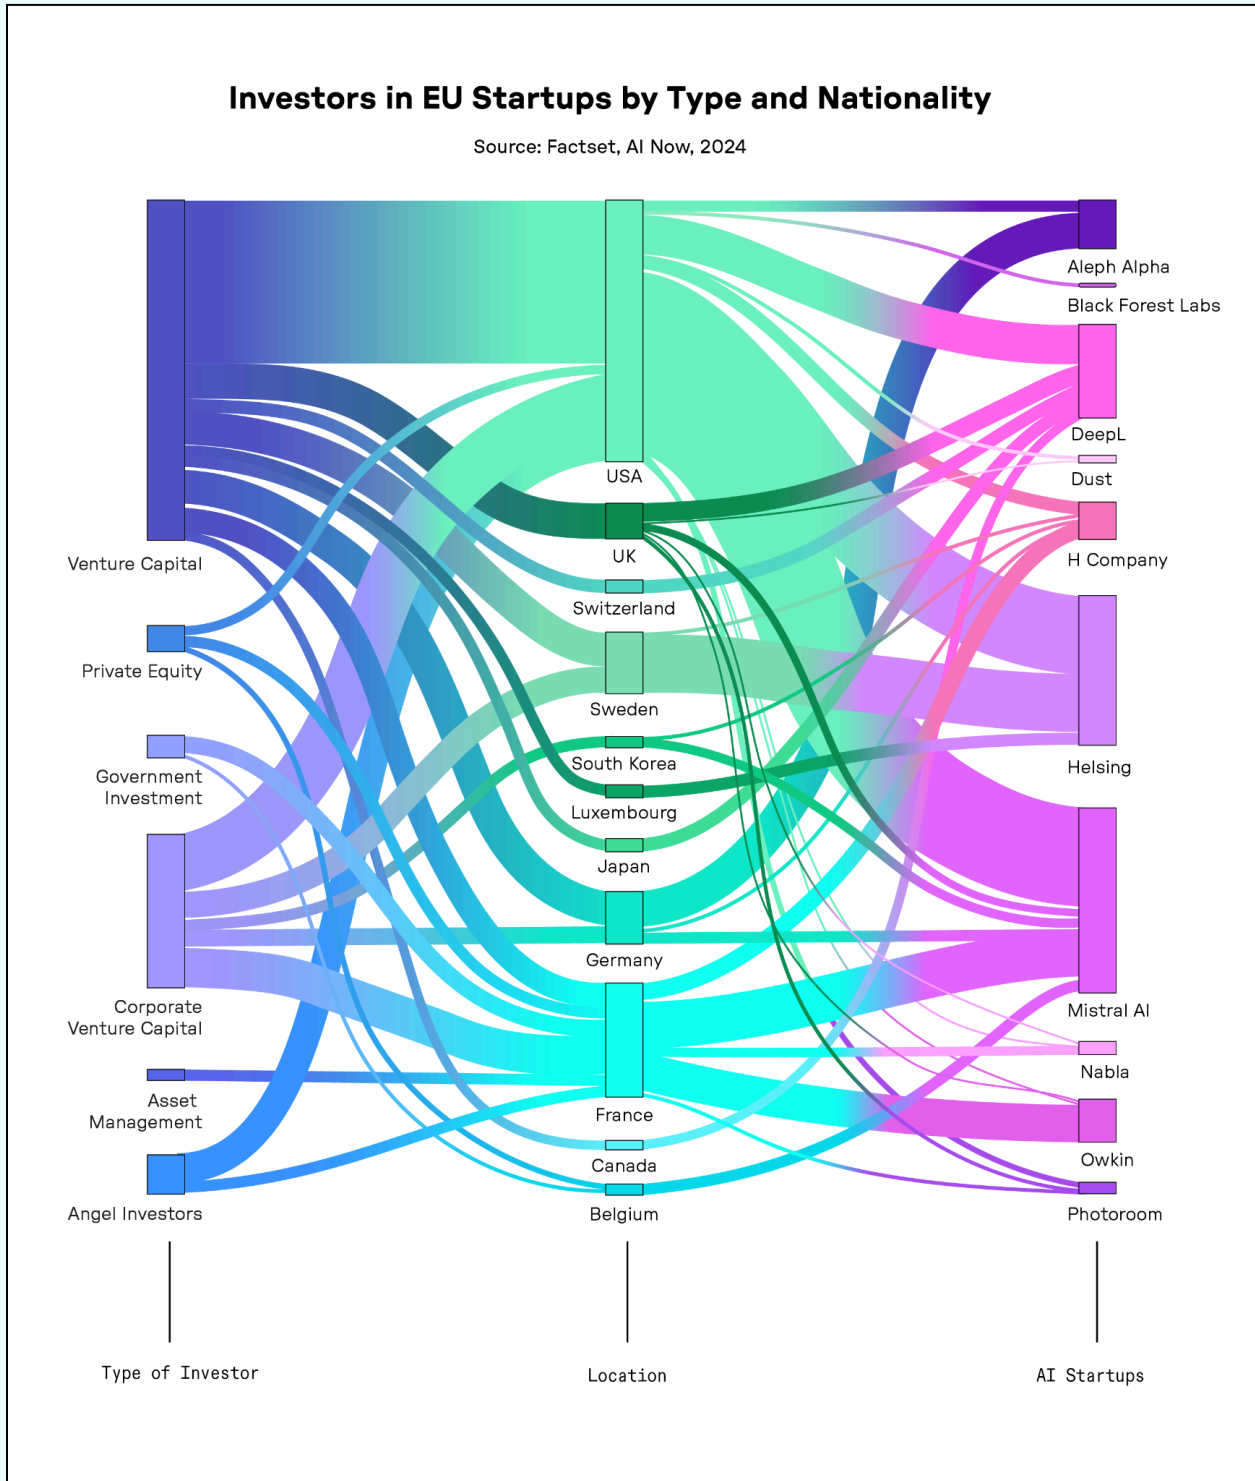 Investors in EU Startups by Type and Nationality
Source: Factset, AI Now, 2024
Venture Capital
Private Equity
Government
Investment
Corporate
Venture Capital
Asset
Management
Angel Investors
USA
UK
Switzerland
Sweden
South Korea
Luxembourg
Japan
Germany
France
Canada
Belgium
Aleph Alpha
Black Forest Labs
DeepL
Dust
H Company
Helsing
Mistral AI
Nabla
Owkin
Photoroom
Type of Investor
Location
AI Startups